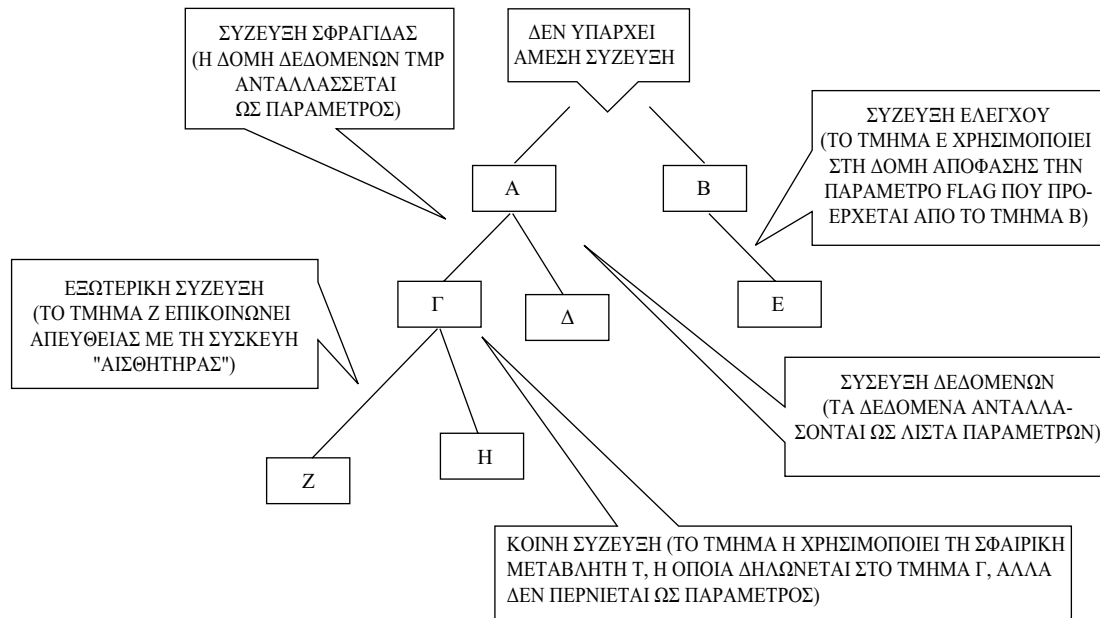 ΣΥΖΕΥΞΗ ΣΦΡΑΓΙΔΑΣ
(Η ΔΟΜΗ ΔΕΔΟΜΕΝΩΝ TMP
ΑΝΤΑΛΛΑΣΣΕΤΑΙ
ΩΣ ΠΑΡΑΜΕΤΡΟΣ)
ΔΕΝ ΥΠΑΡΧΕΙ
ΑΜΕΣΗ ΣΥΖΕΥΞΗ
ΣΥΖΕΥΞΗ ΕΛΕΓΧΟΥ
(ΤΟ ΤΜΗΜΑ Ε ΧΡΗΣΙΜΟΠΟΙΕΙ
ΣΤΗ ΔΟΜΗ ΑΠΟΦΑΣΗΣ ΤΗΝ
ΠΑΡΑΜΕΤΡΟ FLAG ΠΟΥ ΠΡΟ-
ΕΡΧΕΤΑΙ ΑΠΟ ΤΟ ΤΜΗΜΑ Β)
Α
Β
ΕΞΩΤΕΡΙΚΗ ΣΥΖΕΥΞΗ
(ΤΟ ΤΜΗΜΑ Ζ ΕΠΙΚΟΙΝΩΝΕΙ
ΑΠΕΥΘΕΙΑΣ ΜΕ ΤΗ ΣΥΣΚΕΥΗ
"ΑΙΣΘΗΤΗΡΑΣ")
Γ
Δ
Ε
ΣΥΣΕΥΞΗ ΔΕΔΟΜΕΝΩΝ
(ΤΑ ΔΕΔΟΜΕΝΑ ΑΝΤΑΛΛΑ-
ΣΟΝΤΑΙ ΩΣ ΛΙΣΤΑ ΠΑΡΑΜΕΤΡΩΝ)
Ζ
Η
ΚΟΙΝΗ ΣΥΖΕΥΞΗ (ΤΟ ΤΜΗΜΑ Η ΧΡΗΣΙΜΟΠΟΙΕΙ ΤΗ ΣΦΑΙΡΙΚΗ
ΜΕΤΑΒΛΗΤΗ Τ, Η ΟΠΟΙΑ ΔΗΛΩΝΕΤΑΙ ΣΤΟ ΤΜΗΜΑ Γ, ΑΛΛΑ
ΔΕΝ ΠΕΡΝΙΕΤΑΙ ΩΣ ΠΑΡΑΜΕΤΡΟΣ)